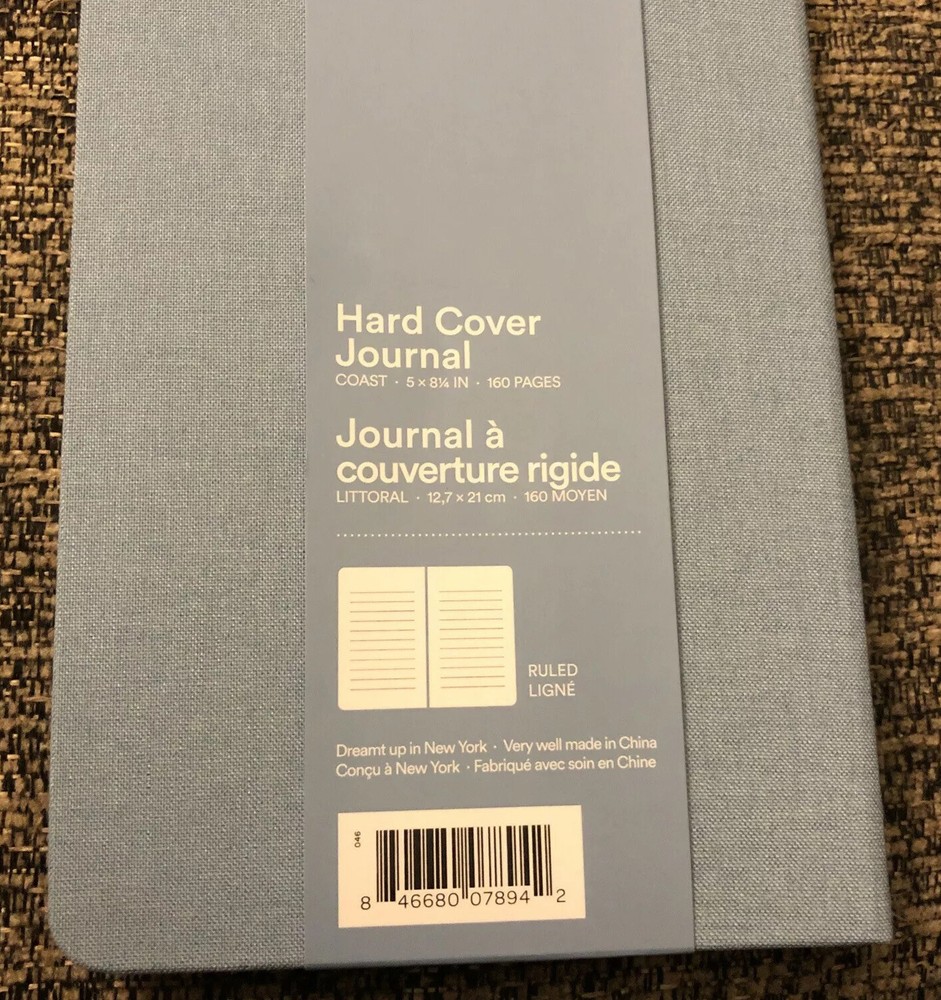 Hard Cover
Journal
COAST · 5 × 8¼ IN · 160 PAGES
Journal à
couverture rigide
LITTORAL · 12,7 × 21 cm · 160 MOYEN
RULED
LIGNÉ
Dreamt up in New York · Very well made in China
Conçu à New York · Fabriqué avec soin en Chine
046
8 46680 07894 2